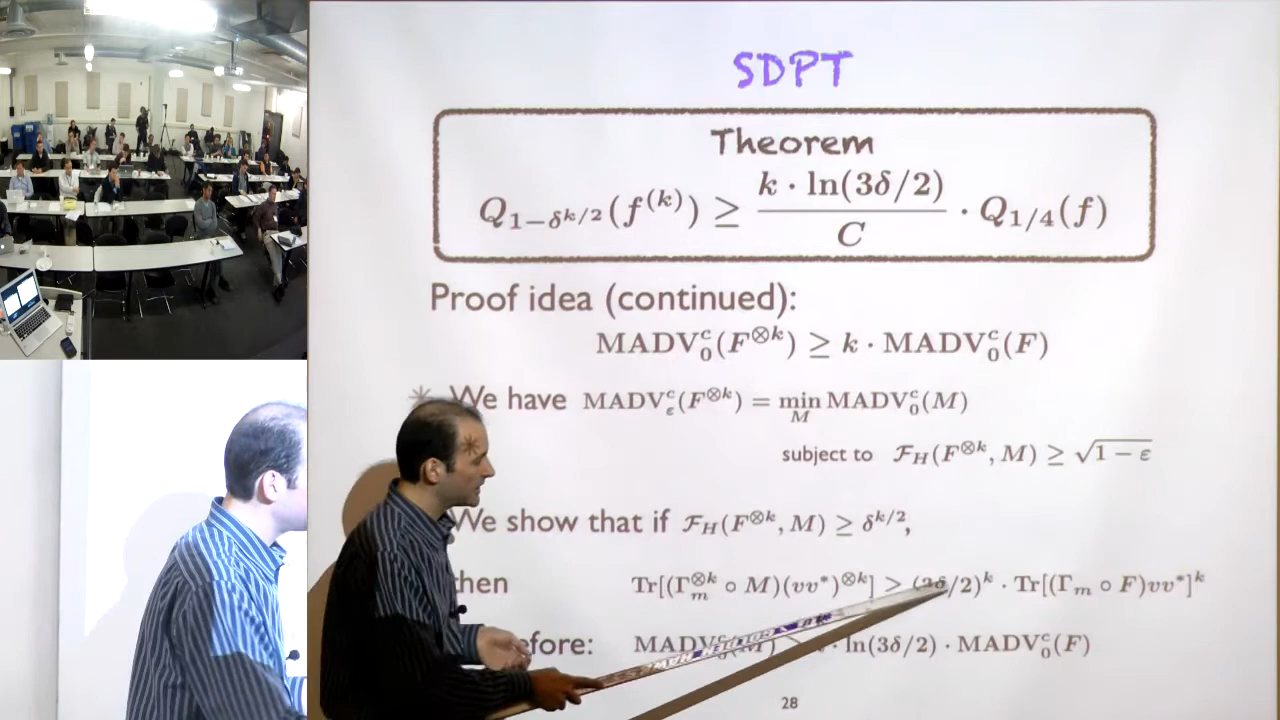 SDPT
Theorem
Q_{1-δ^{k/2}}(f^{(k)}) ≥ \frac{k · ln(3δ/2)}{C} · Q_{1/4}(f)
Proof idea (continued):
MADV^c_0(F^{⊗k}) ≥ k · MADV^c_0(F)
* We have MADV^c_ε(F^{⊗k}) = min_M MADV^c_0(M)
subject to 𝓕_H(F^{⊗k}, M) ≥ √(1 − ε)
We show that if 𝓕_H(F^{⊗k}, M) ≥ δ^{k/2},
then Tr[(Γ_m^{⊗k} ∘ M)(vv*)^{⊗k}] ≥ (3δ/2)^k · Tr[(Γ_m ∘ F)vv*]^k
ln(3δ/2) · MADV^c_0(F)
28